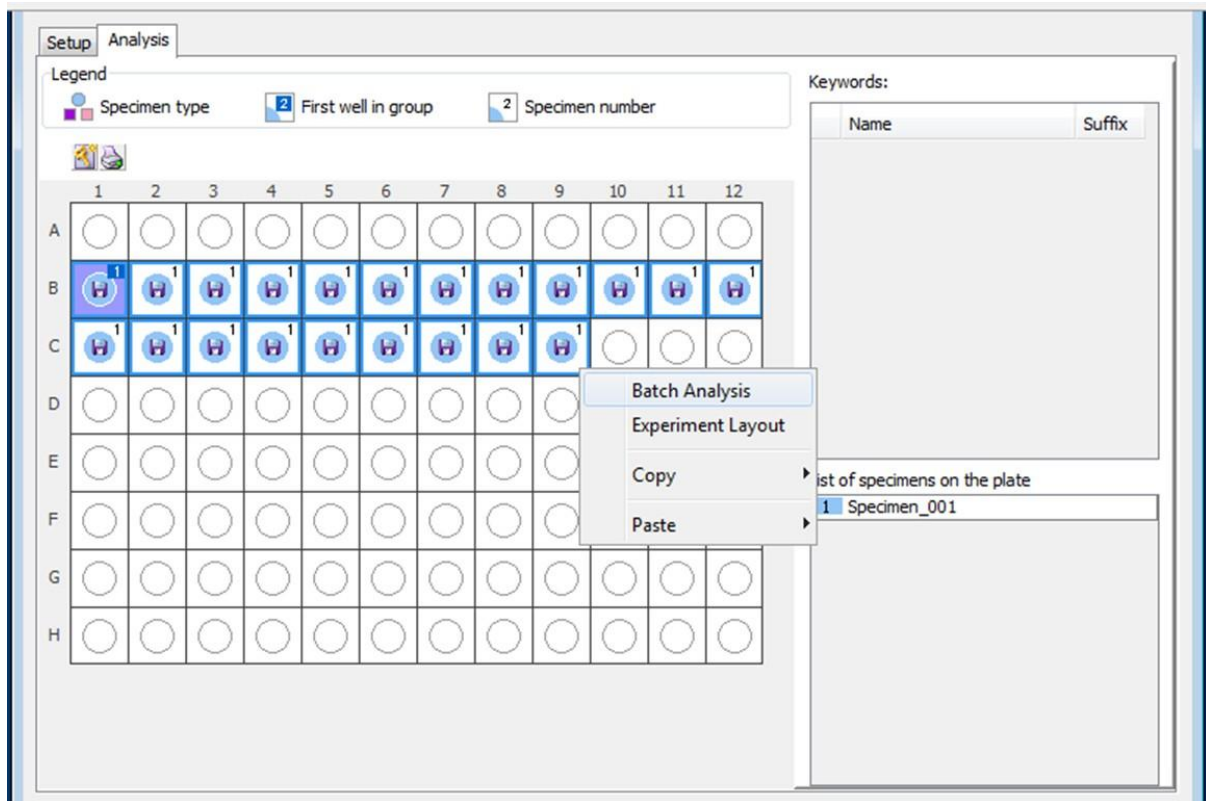 Setup Analysis
Legend
Specimen type 2 First well in group 2 Specimen number
Keywords:
Name Suffix
1 2 3 4 5 6 7 8 9 10 11 12
A
B 1 1 1 1 1 1 1 1 1 1 1 1
C 1 1 1 1 1 1 1 1 1
D
E
F
G
H
Batch Analysis
Experiment Layout
Copy
Paste
ist of specimens on the plate
1 Specimen_001